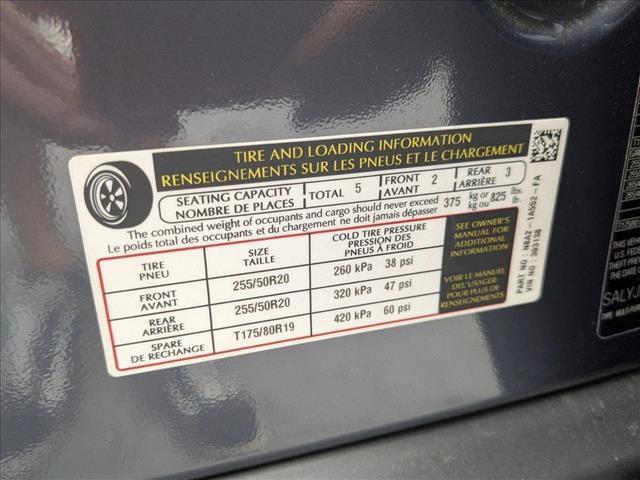 TIRE AND LOADING INFORMATION
RENSEIGNEMENTS SUR LES PNEUS ET LE CHARGEMENT
SEATING CAPACITY
NOMBRE DE PLACES
TOTAL 5
FRONT
AVANT 2
REAR
ARRIÈRE 3
The combined weight of occupants and cargo should never exceed
Le poids total des occupants et du chargement ne doit jamais dépasser
375 kg or 825 lbs.
kg ou lb.
TIRE
PNEU
SIZE
TAILLE
COLD TIRE PRESSURE
PRESSION DES
PNEUS À FROID
FRONT
AVANT
255/50R20
260 kPa 38 psi
REAR
ARRIÈRE
255/50R20
320 kPa 47 psi
SPARE
DE RECHANGE
T175/80R19
420 kPa 60 psi
SEE OWNER'S
MANUAL FOR
ADDITIONAL
INFORMATION
VOIR LE MANUEL
DE L'USAGER
POUR PLUS DE
RENSEIGNEMENTS
PART NO : N8A2 - 1A552 - FA
VIN NO : 303138
SALYJ